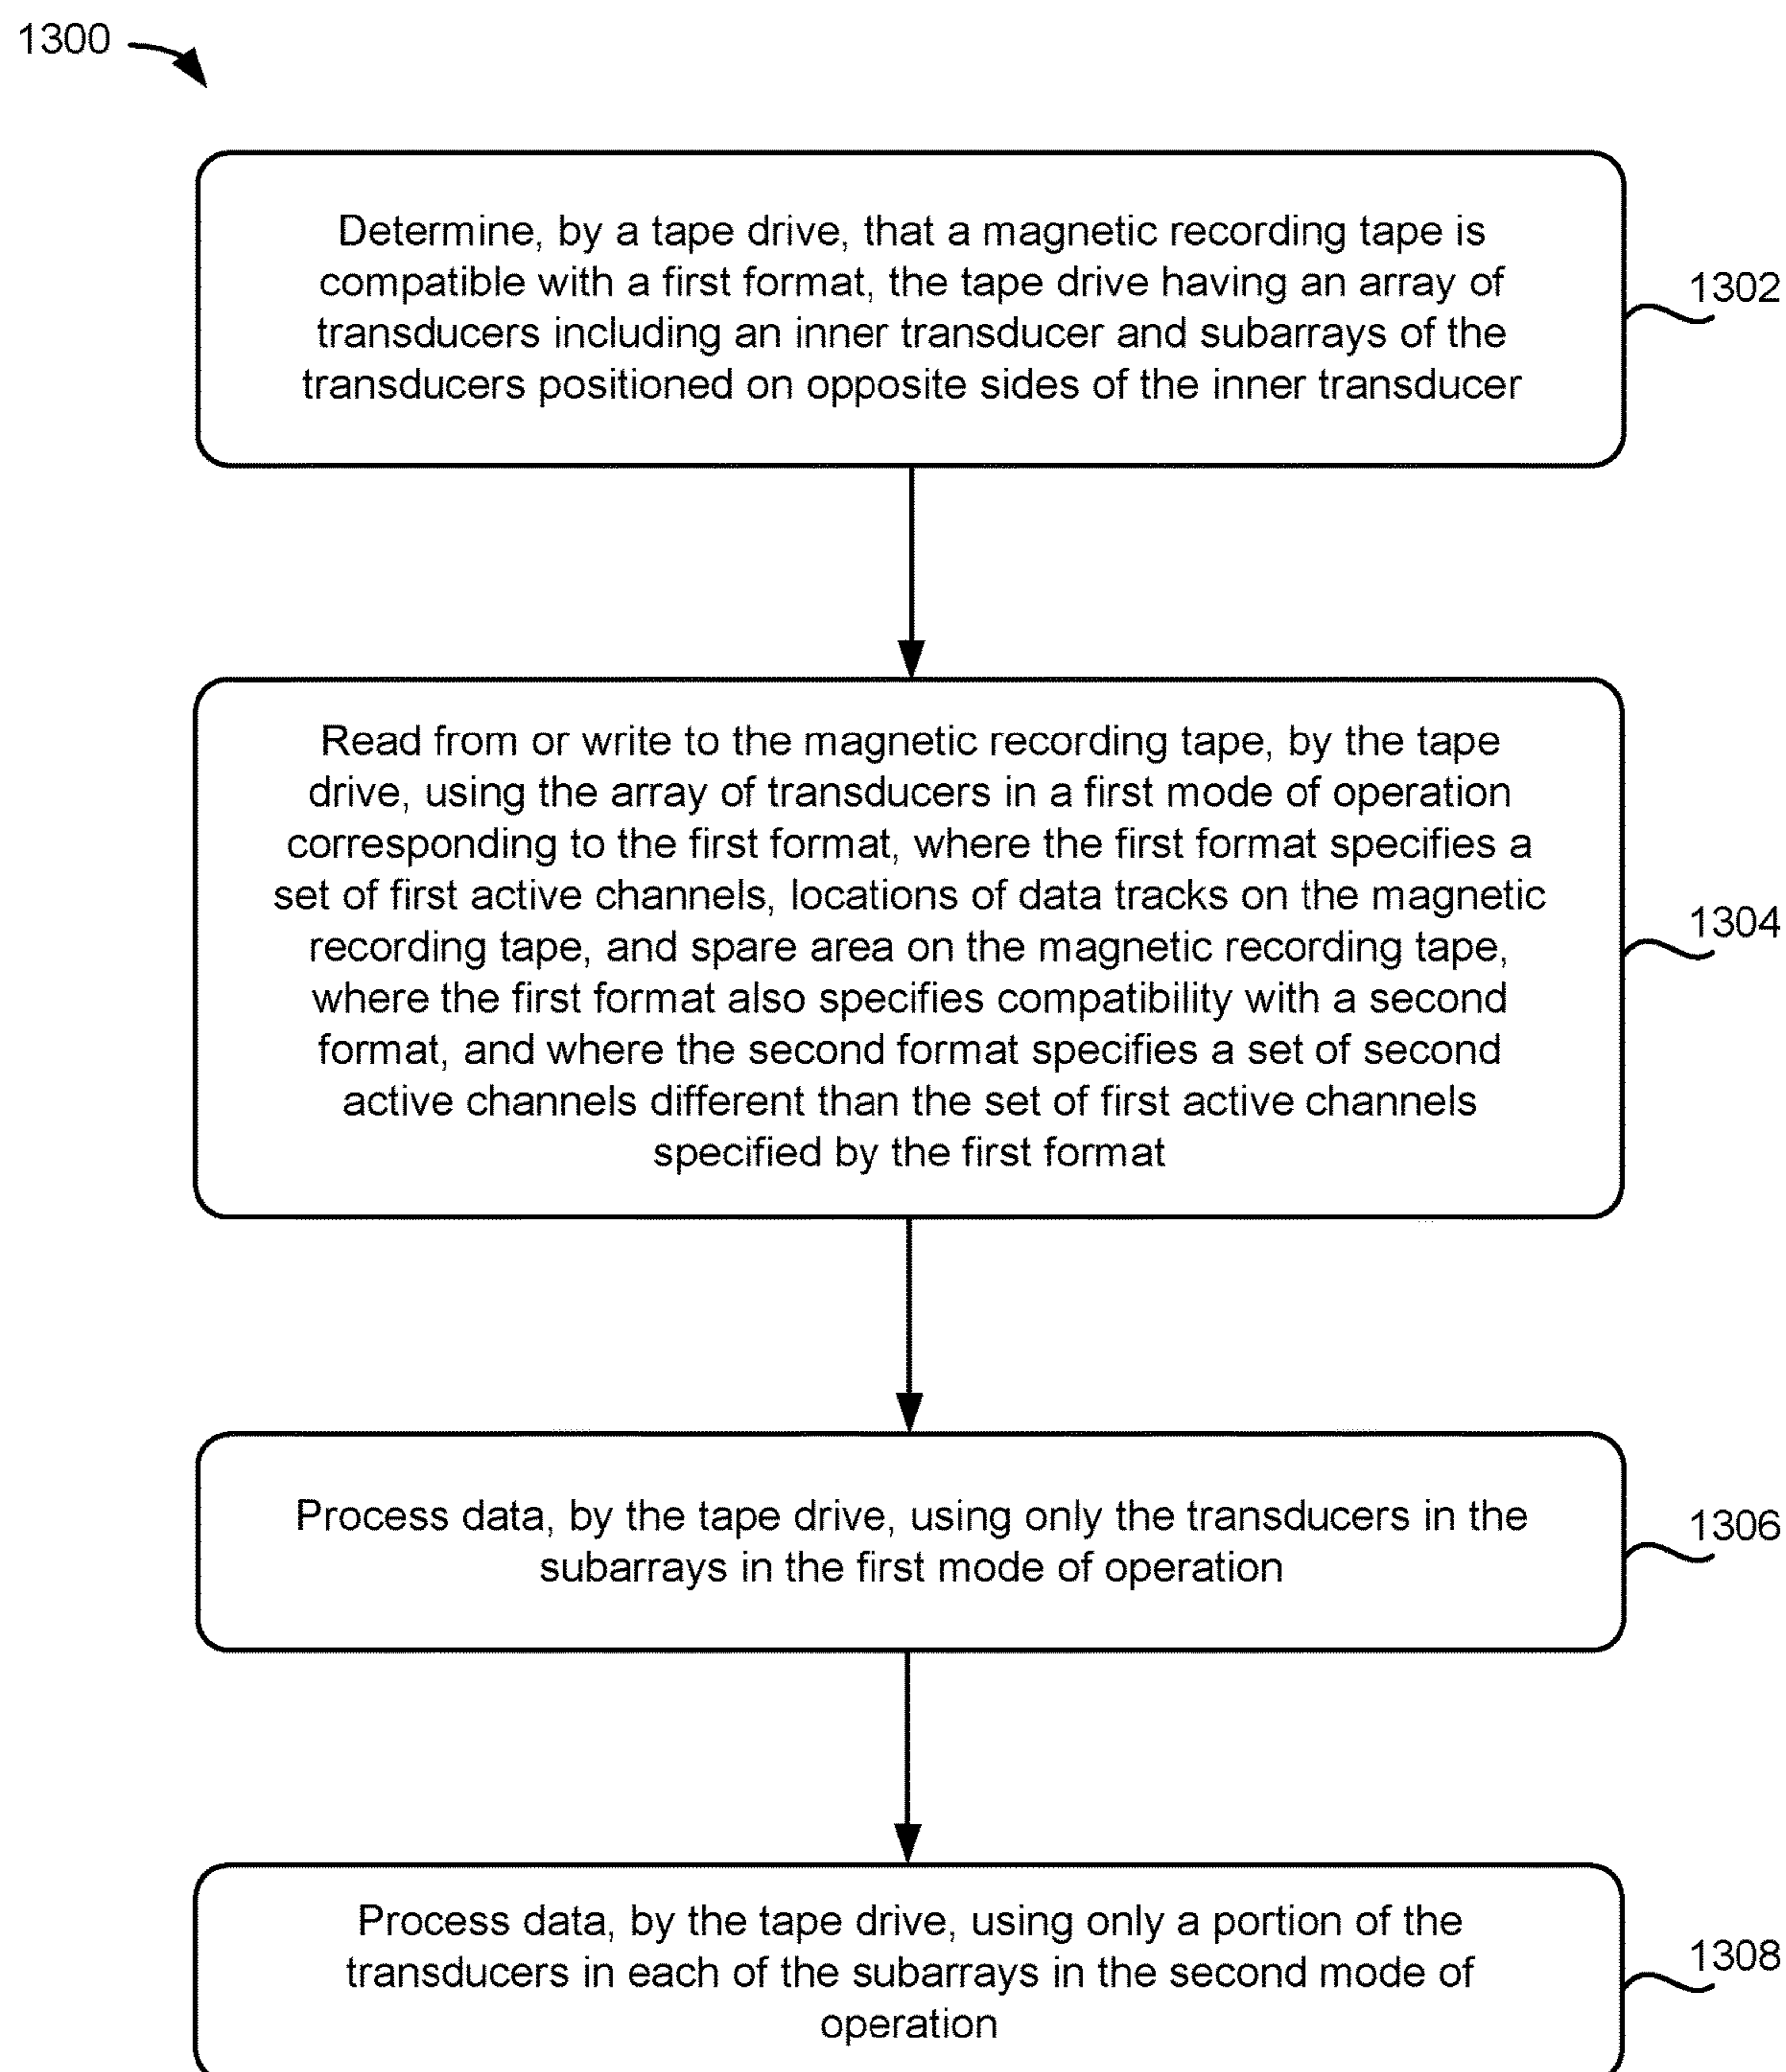 1300
Determine, by a tape drive, that a magnetic recording tape is
compatible with a first format, the tape drive having an array of
transducers including an inner transducer and subarrays of the
transducers positioned on opposite sides of the inner transducer
1302
Read from or write to the magnetic recording tape, by the tape
drive, using the array of transducers in a first mode of operation
corresponding to the first format, where the first format specifies a
set of first active channels, locations of data tracks on the magnetic
recording tape, and spare area on the magnetic recording tape,
where the first format also specifies compatibility with a second
format, and where the second format specifies a set of second
active channels different than the set of first active channels
specified by the first format
1304
Process data, by the tape drive, using only the transducers in the
subarrays in the first mode of operation
1306
Process data, by the tape drive, using only a portion of the
transducers in each of the subarrays in the second mode of
operation
1308